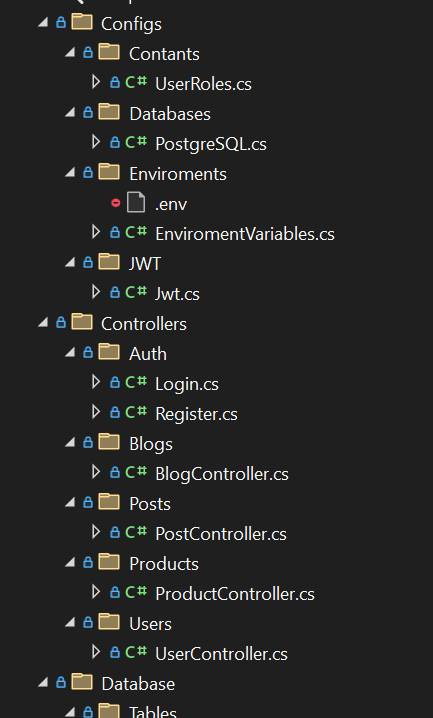 Configs
Contants
C# UserRoles.cs
Databases
C# PostgreSQL.cs
Enviroments
.env
C# EnviromentVariables.cs
JWT
C# Jwt.cs
Controllers
Auth
C# Login.cs
C# Register.cs
Blogs
C# BlogController.cs
Posts
C# PostController.cs
Products
C# ProductController.cs
Users
C# UserController.cs
Database
Tables